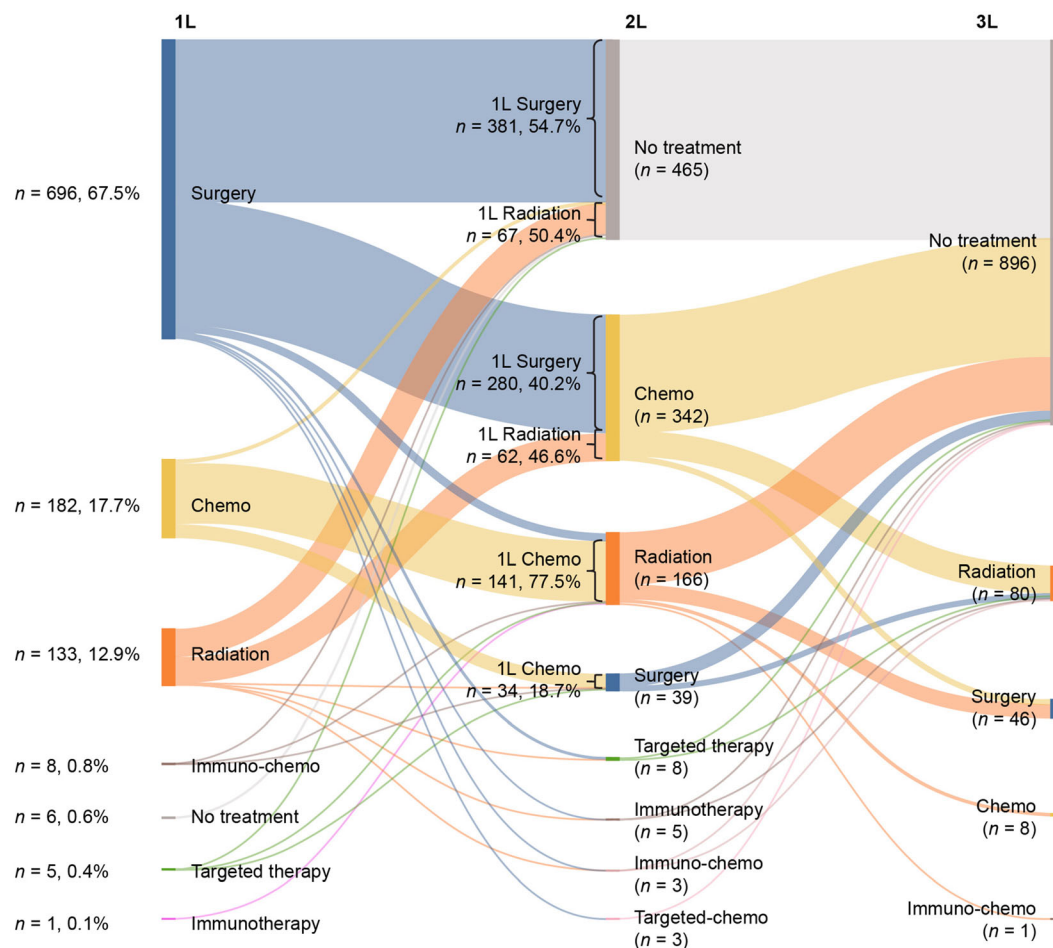 1L
2L
3L
n = 696, 67.5%
Surgery
n = 182, 17.7%
Chemo
n = 133, 12.9%
Radiation
n = 8, 0.8%
Immuno-chemo
n = 6, 0.6%
No treatment
n = 5, 0.4%
Targeted therapy
n = 1, 0.1%
Immunotherapy
1L Surgery
n = 381, 54.7%
1L Radiation
n = 67, 50.4%
No treatment
(n = 465)
1L Surgery
n = 280, 40.2%
1L Radiation
n = 62, 46.6%
Chemo
(n = 342)
1L Chemo
n = 141, 77.5%
Radiation
(n = 166)
1L Chemo
n = 34, 18.7%
Surgery
(n = 39)
Targeted therapy
(n = 8)
Immunotherapy
(n = 5)
Immuno-chemo
(n = 3)
Targeted-chemo
(n = 3)
No treatment
(n = 896)
Radiation
(n = 80)
Surgery
(n = 46)
Chemo
(n = 8)
Immuno-chemo
(n = 1)